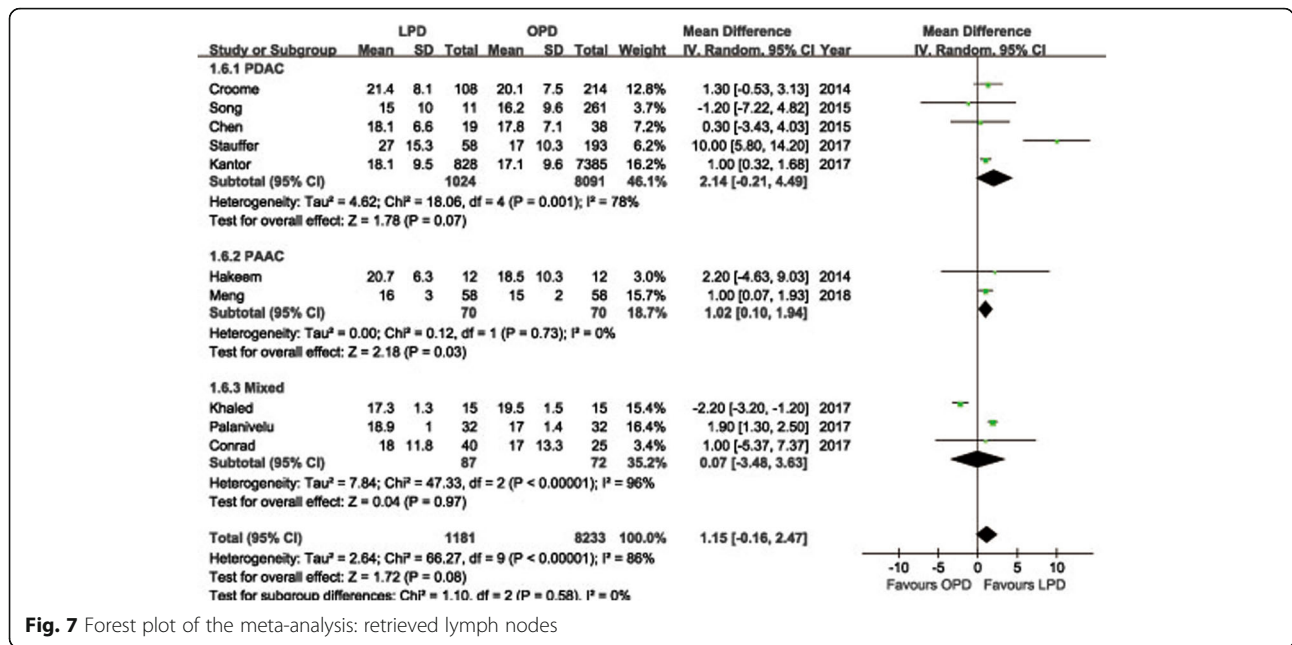 LPD OPD Mean Difference Mean Difference
Study or Subgroup Mean SD Total Mean SD Total Weight IV. Random. 95% CI Year IV. Random. 95% CI
1.6.1 PDAC
Croome 21.4 8.1 108 20.1 7.5 214 12.8% 1.30 [-0.53, 3.13] 2014
Song 15 10 11 16.2 9.6 261 3.7% -1.20 [-7.22, 4.82] 2015
Chen 18.1 6.6 19 17.8 7.1 38 7.2% 0.30 [-3.43, 4.03] 2015
Stauffer 27 15.3 58 17 10.3 193 6.2% 10.00 [5.80, 14.20] 2017
Kantor 18.1 9.5 828 17.1 9.6 7385 16.2% 1.00 [0.32, 1.68] 2017
Subtotal (95% CI) 1024 8091 46.1% 2.14 [-0.21, 4.49]
Heterogeneity: Tau² = 4.62; Chi² = 18.06, df = 4 (P = 0.001); I² = 78%
Test for overall effect: Z = 1.78 (P = 0.07)
1.6.2 PAAC
Hakeem 20.7 6.3 12 18.5 10.3 12 3.0% 2.20 [-4.63, 9.03] 2014
Meng 16 3 58 15 2 58 15.7% 1.00 [0.07, 1.93] 2018
Subtotal (95% CI) 70 70 18.7% 1.02 [0.10, 1.94]
Heterogeneity: Tau² = 0.00; Chi² = 0.12, df = 1 (P = 0.73); I² = 0%
Test for overall effect: Z = 2.18 (P = 0.03)
1.6.3 Mixed
Khaled 17.3 1.3 15 19.5 1.5 15 15.4% -2.20 [-3.20, -1.20] 2017
Palanivelu 18.9 1 32 17 1.4 32 16.4% 1.90 [1.30, 2.50] 2017
Conrad 18 11.8 40 17 13.3 25 3.4% 1.00 [-5.37, 7.37] 2017
Subtotal (95% CI) 87 72 35.2% 0.07 [-3.48, 3.63]
Heterogeneity: Tau² = 7.84; Chi² = 47.33, df = 2 (P < 0.00001); I² = 96%
Test for overall effect: Z = 0.04 (P = 0.97)
Total (95% CI) 1181 8233 100.0% 1.15 [-0.16, 2.47]
Heterogeneity: Tau² = 2.64; Chi² = 66.27, df = 9 (P < 0.00001); I² = 86%
Test for overall effect: Z = 1.72 (P = 0.08)
Test for subgroup differences: Chi² = 1.10. df = 2 (P = 0.58). I² = 0%
-10 -5 0 5 10
Favours OPD Favours LPD
Fig. 7 Forest plot of the meta-analysis: retrieved lymph nodes